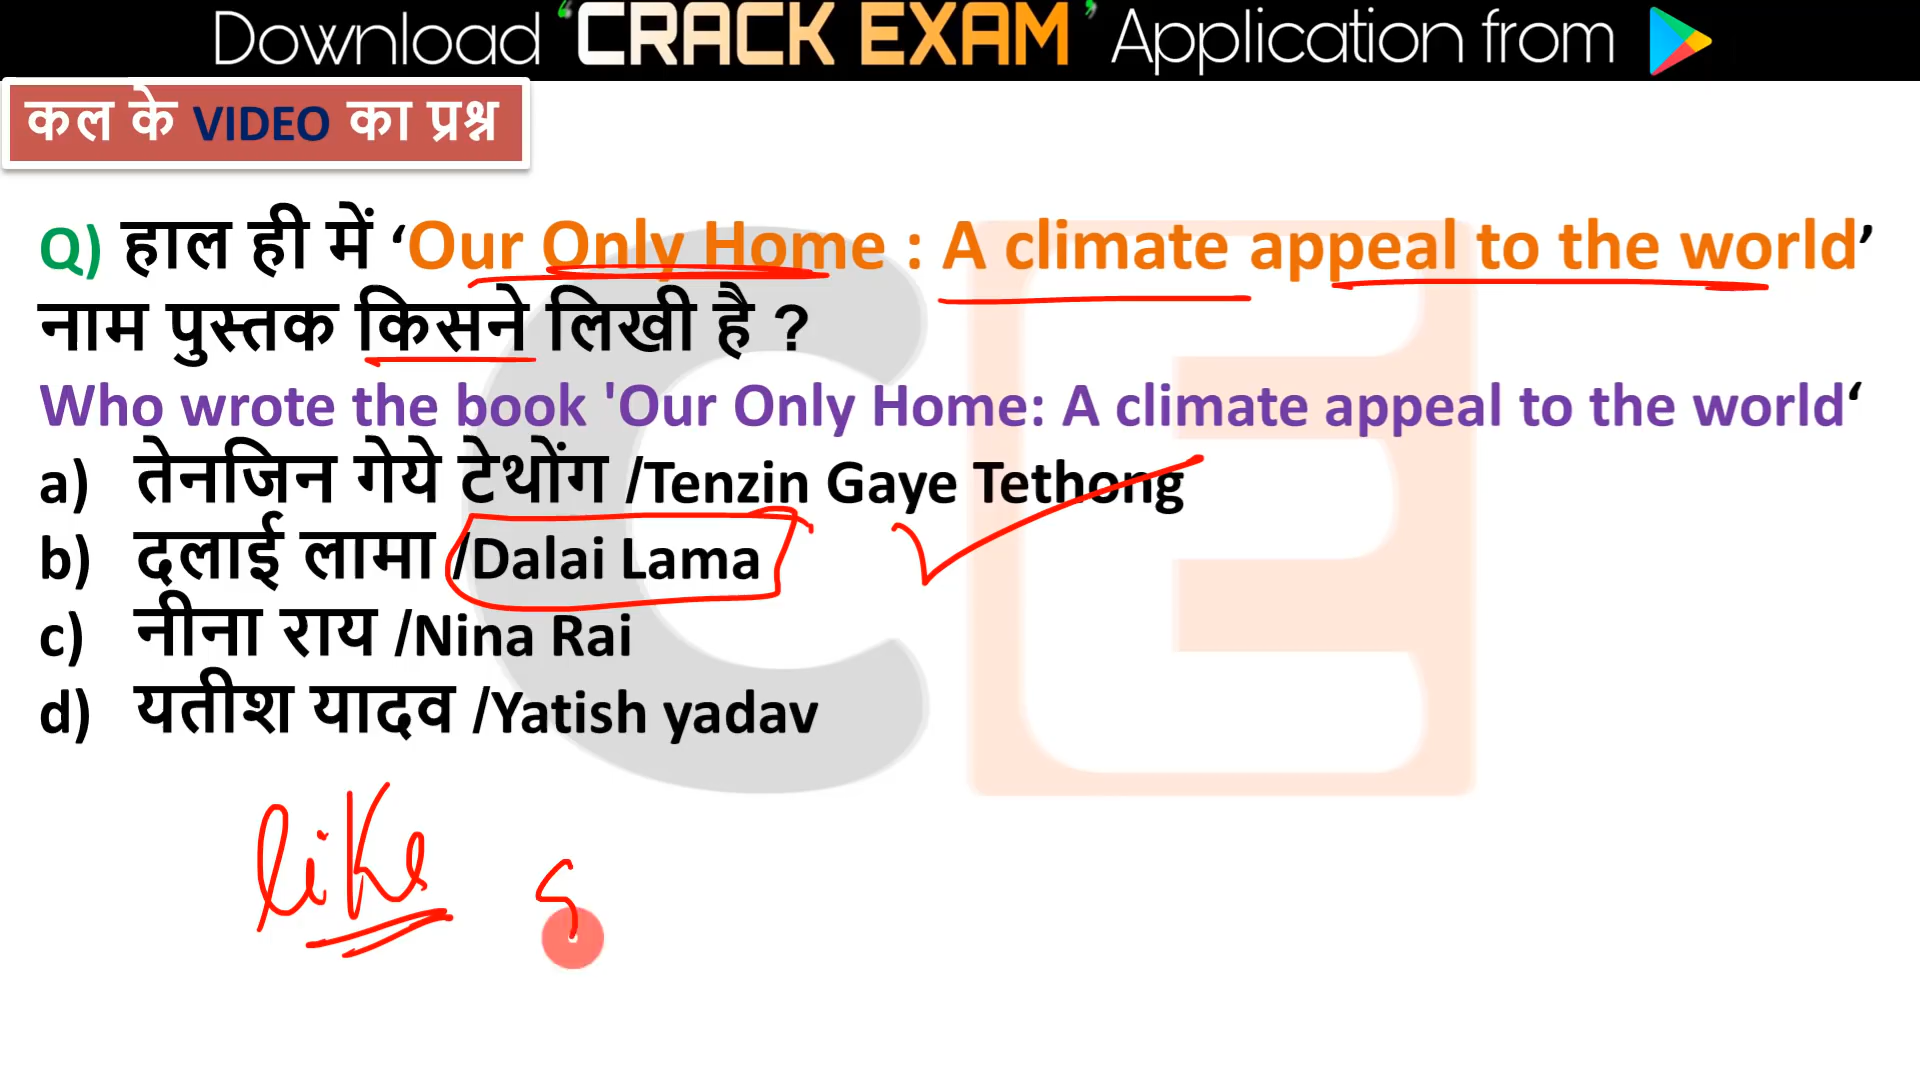 Download ‘CRACK EXAM’ Application from
कल के VIDEO का प्रश्न
Q) हाल ही में ‘Our Only Home : A climate appeal to the world’
नाम पुस्तक किसने लिखी है ?
Who wrote the book 'Our Only Home: A climate appeal to the world‘
a) तेनजिन गेये टेथोंग /Tenzin Gaye Tethong
b) दलाई लामा /Dalai Lama
c) नीना राय /Nina Rai
d) यतीश यादव /Yatish yadav
like s
CE